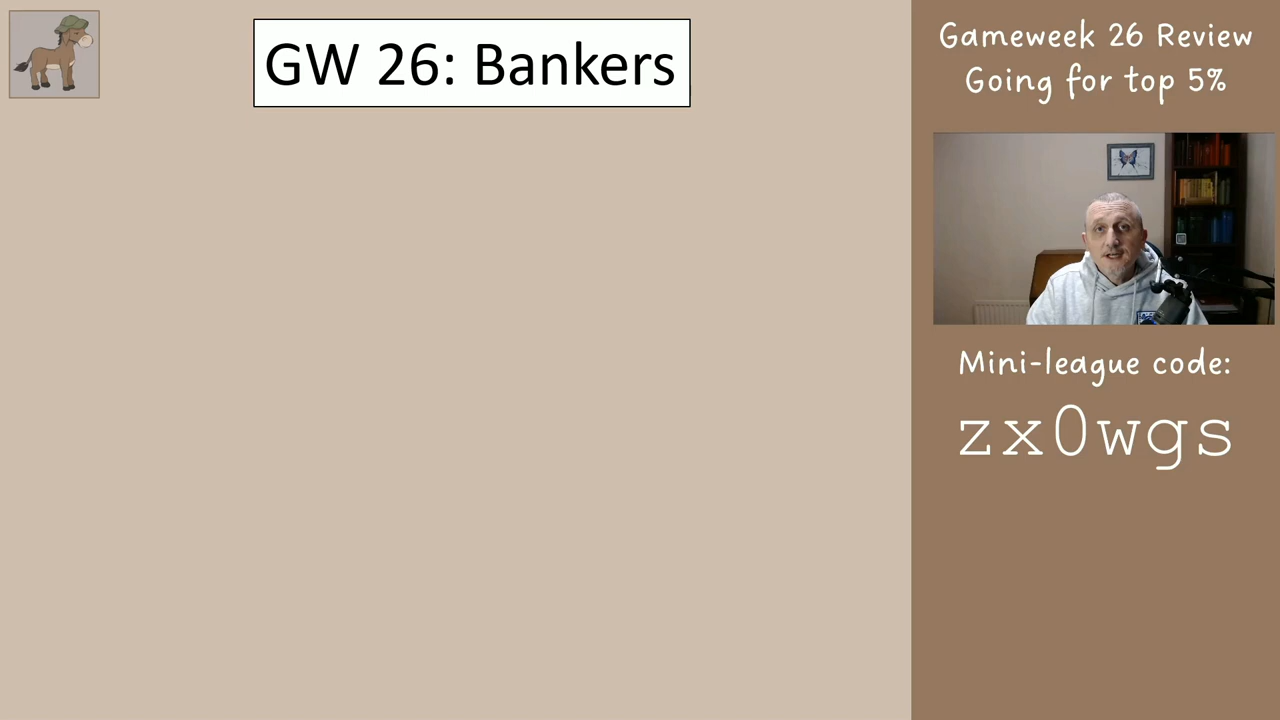 GW 26: Bankers
Gameweek 26 Review
Going for top 5%
Mini-league code:
zx0wgs